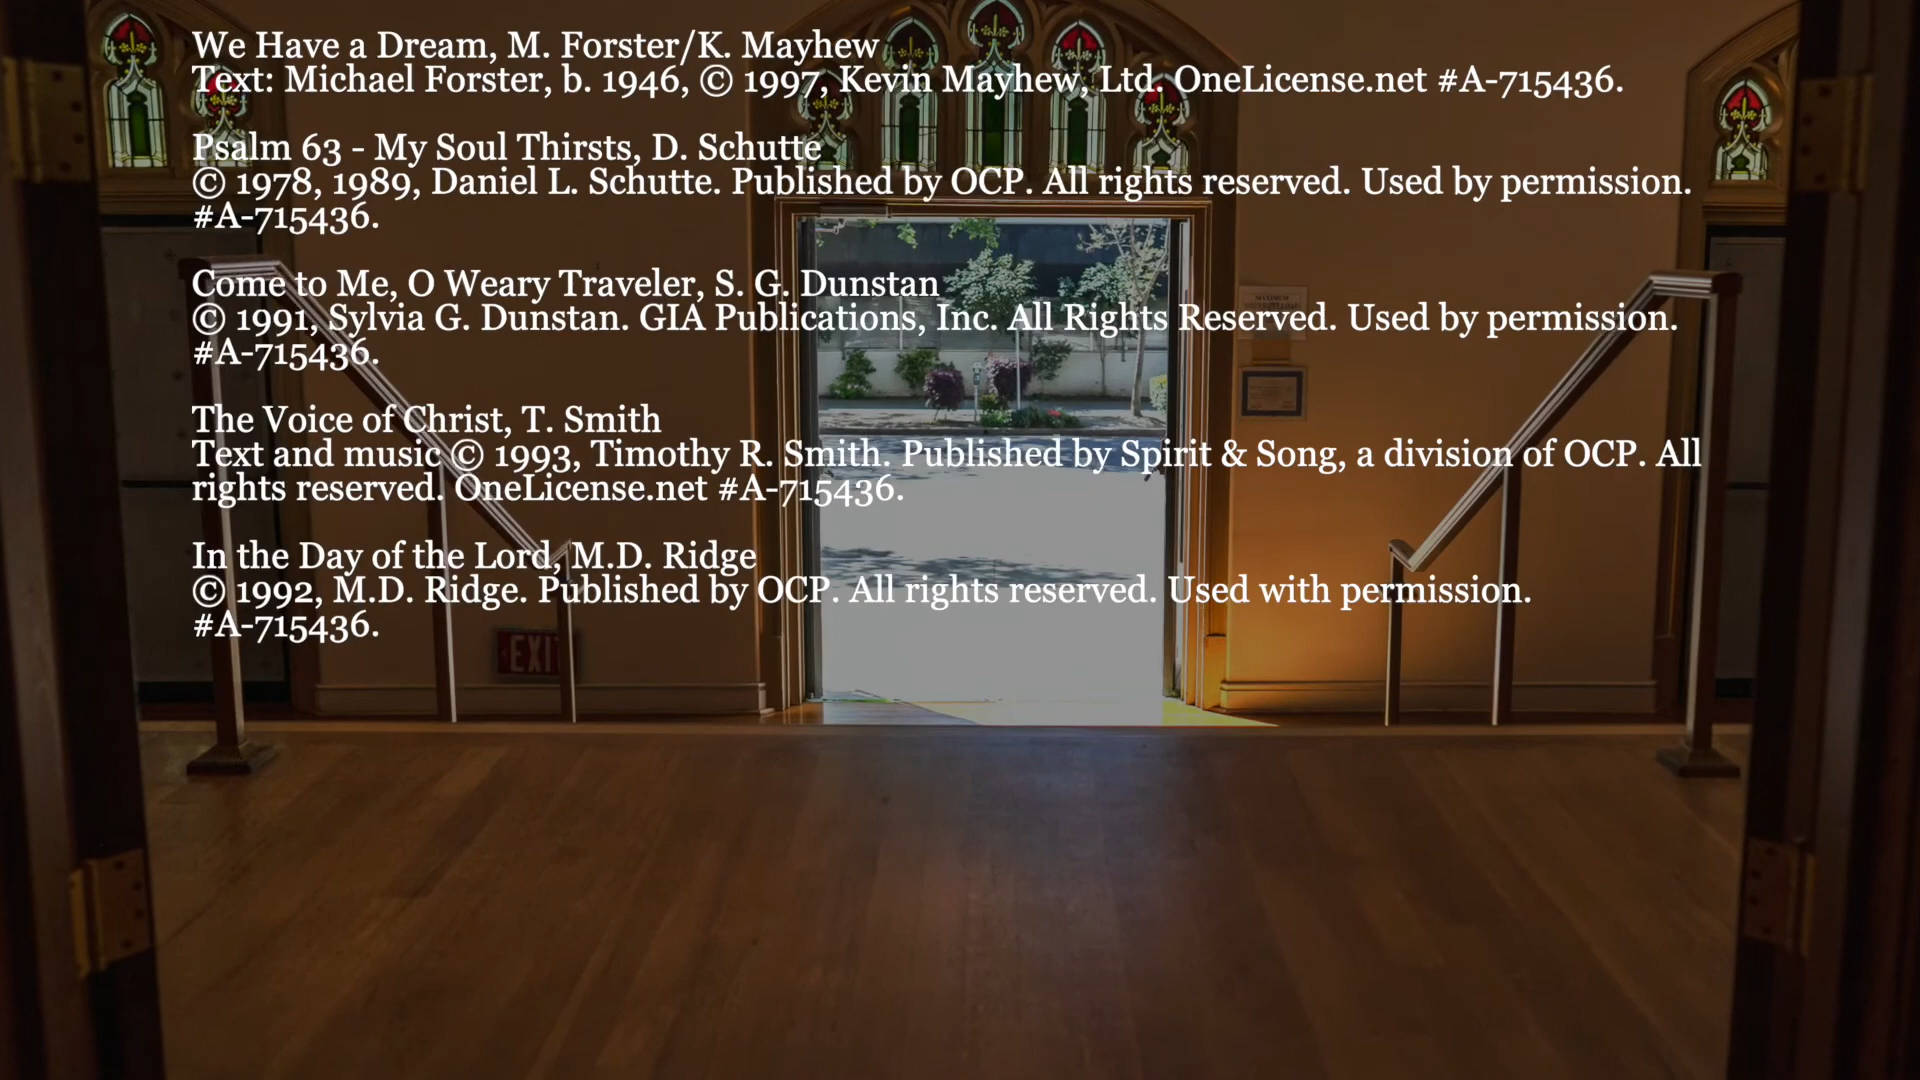 We Have a Dream, M. Forster/K. Mayhew
Text: Michael Forster, b. 1946, © 1997, Kevin Mayhew, Ltd. OneLicense.net #A-715436.
Psalm 63 - My Soul Thirsts, D. Schutte
© 1978, 1989, Daniel L. Schutte. Published by OCP. All rights reserved. Used by permission.
#A-715436.
Come to Me, O Weary Traveler, S. G. Dunstan
© 1991, Sylvia G. Dunstan. GIA Publications, Inc. All Rights Reserved. Used by permission.
#A-715436.
The Voice of Christ, T. Smith
Text and music © 1993, Timothy R. Smith. Published by Spirit & Song, a division of OCP. All
rights reserved. OneLicense.net #A-715436.
In the Day of the Lord, M.D. Ridge
© 1992, M.D. Ridge. Published by OCP. All rights reserved. Used with permission.
#A-715436.
EXIT
MAXIMUM